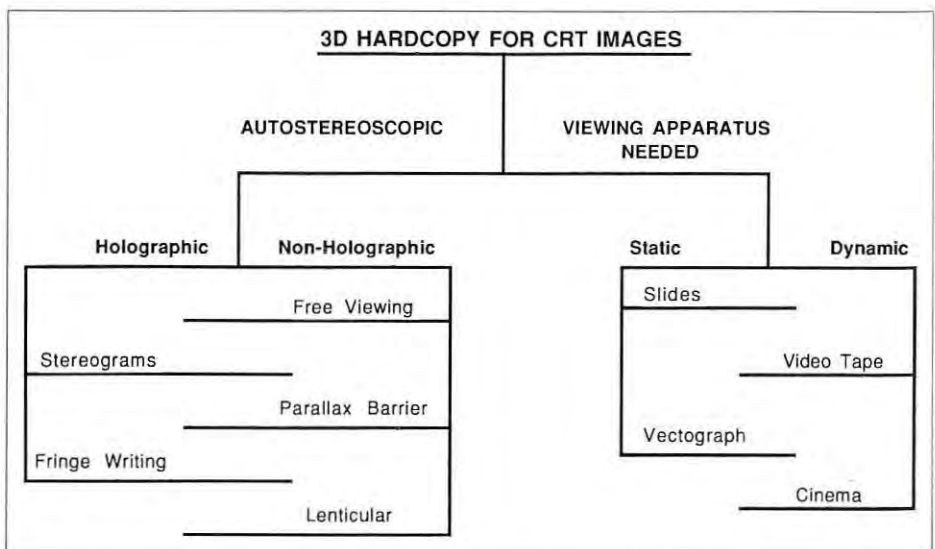 3D HARDCOPY FOR CRT IMAGES
AUTOSTEREOSCOPIC
VIEWING APPARATUS
NEEDED
Holographic
Non-Holographic
Static
Dynamic
Free Viewing
Stereograms
Parallax Barrier
Fringe Writing
Lenticular
Slides
Video Tape
Vectograph
Cinema